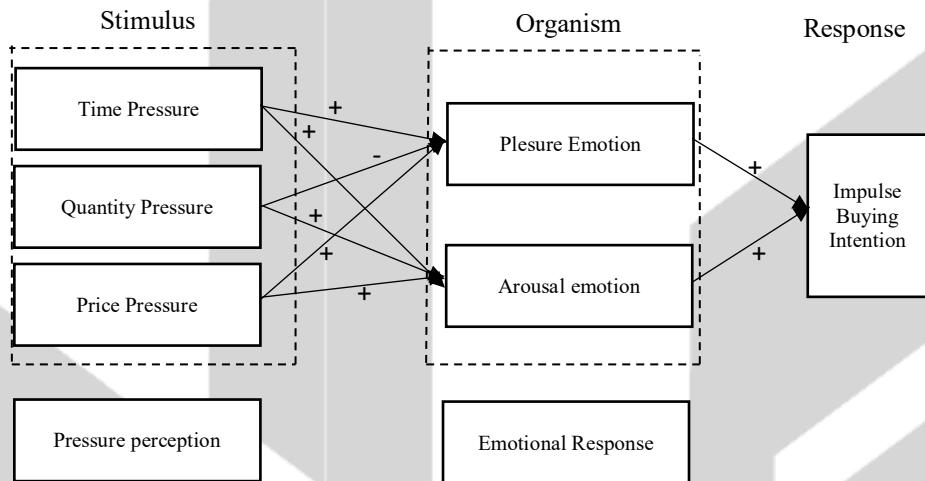 Stimulus
Organism
Response
Time Pressure
Plesure Emotion
Quantity Pressure
Impulse
Buying
Intention
Price Pressure
Arousal emotion
Pressure perception
Emotional Response
+
+
-
+
+
+
+
+